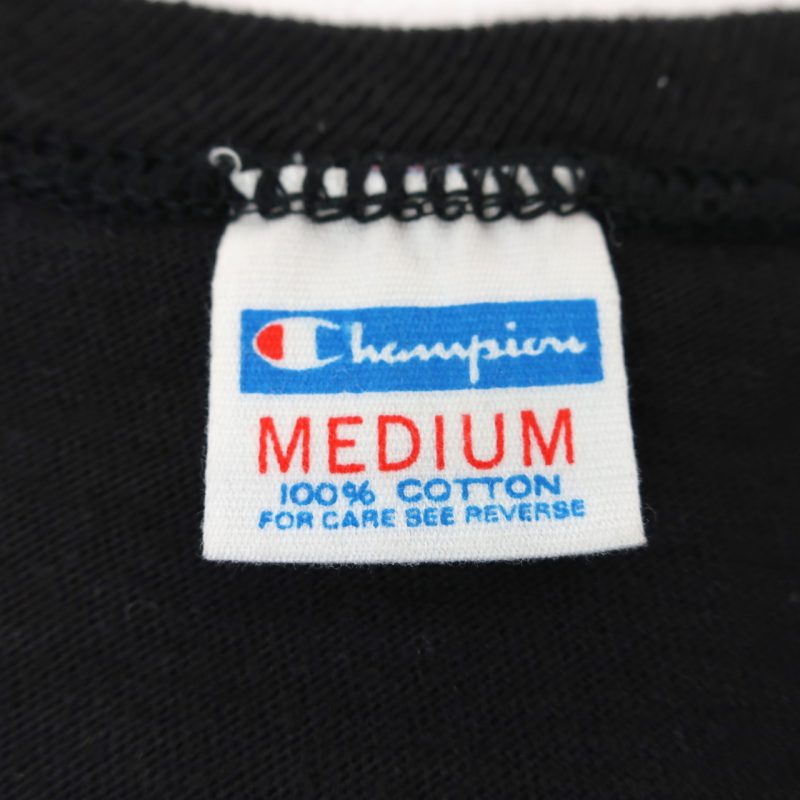 Champion
MEDIUM
100% COTTON
FOR CARE SEE REVERSE